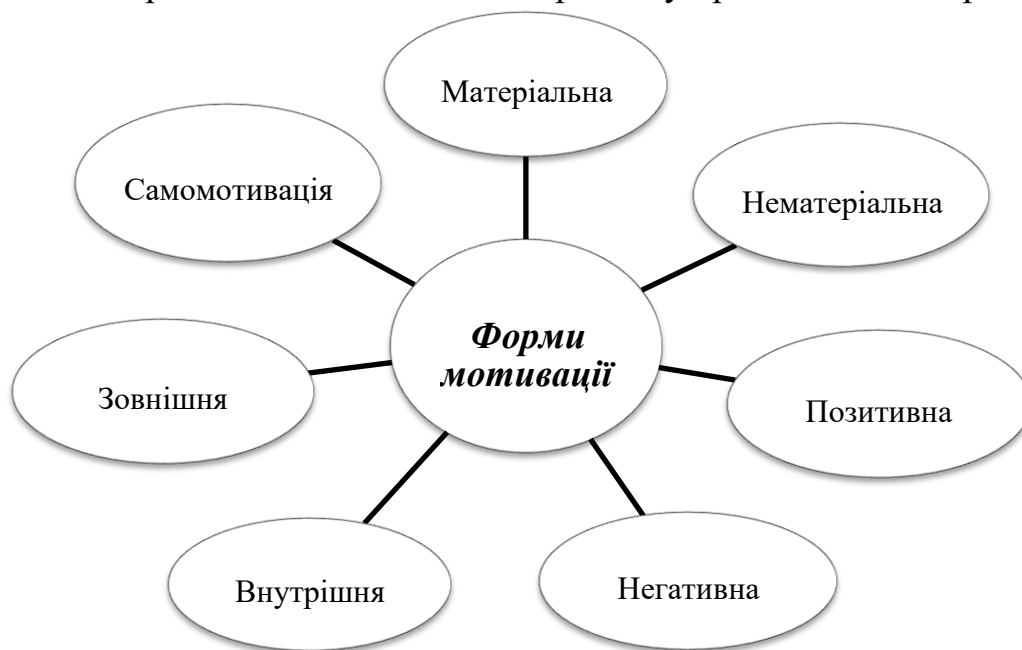 Матеріальна
Самомотивація
Нематеріальна
Форми
мотивації
Зовнішня
Позитивна
Внутрішня
Негативна